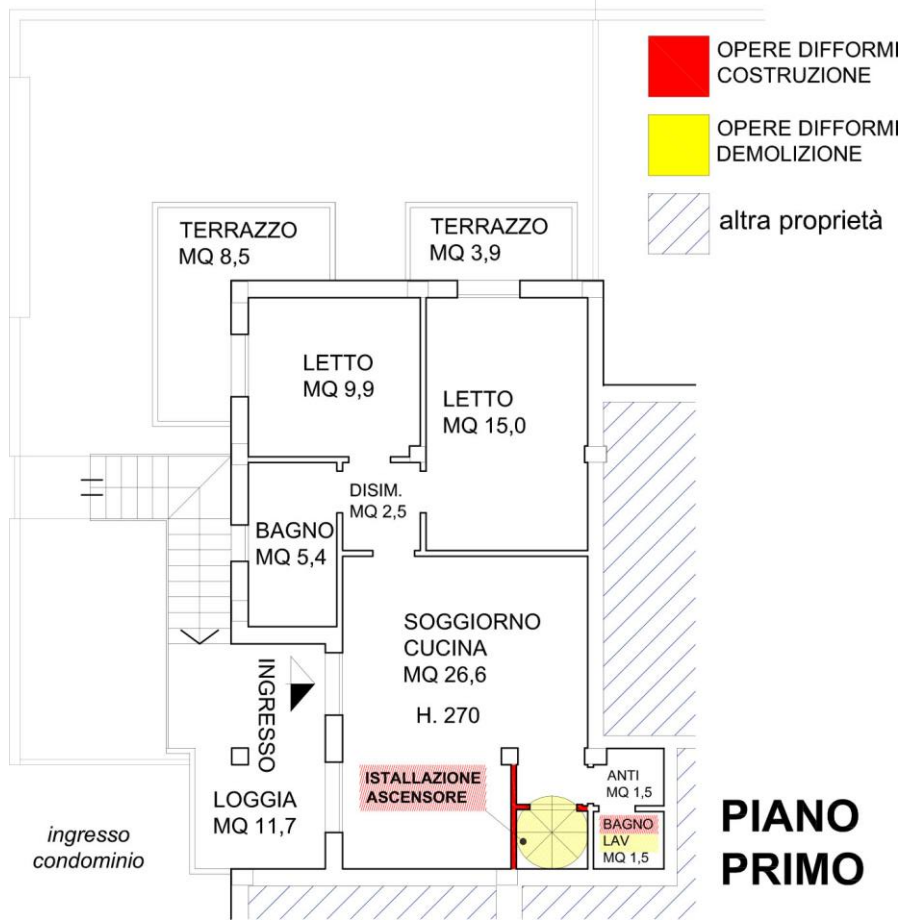 OPERE DIFFORMI
COSTRUZIONE
OPERE DIFFORMI
DEMOLIZIONE
altra proprietà
TERRAZZO
MQ 8,5
TERRAZZO
MQ 3,9
LETTO
MQ 9,9
LETTO
MQ 15,0
DISIM.
MQ 2,5
BAGNO
MQ 5,4
SOGGIORNO
CUCINA
MQ 26,6
H. 270
INGRESSO
ISTALLAZIONE
ASCENSORE
ANTI
MQ 1,5
LOGGIA
MQ 11,7
BAGNO
LAV
MQ 1,5
ingresso
condominio
PIANO
PRIMO